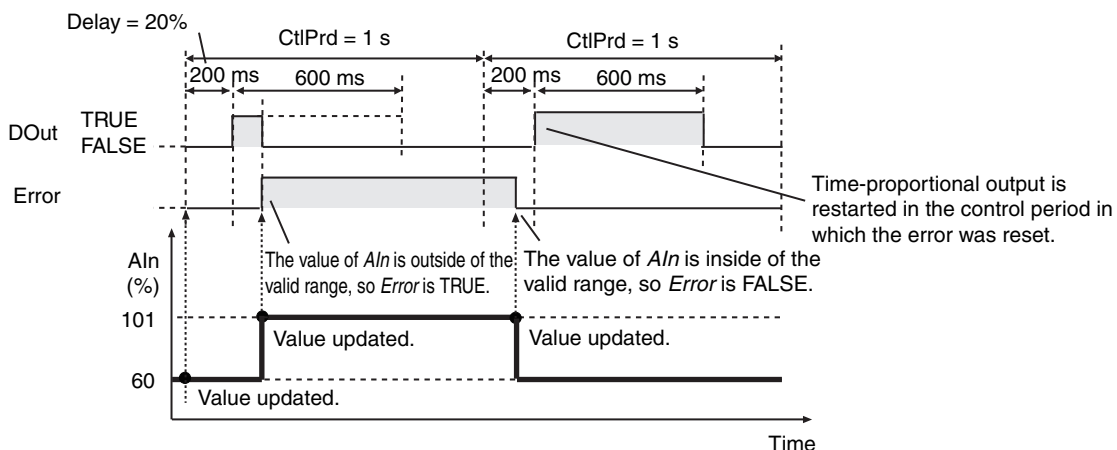 Delay = 20%
CtlPrd = 1 s
CtlPrd = 1 s
200 ms
600 ms
200 ms
600 ms
DOut
TRUE
FALSE
Error
Time-proportional output is
restarted in the control period in
which the error was reset.
AIn
(%)
The value of AIn is outside of the
valid range, so Error is TRUE.
The value of AIn is inside of the
valid range, so Error is FALSE.
101
Value updated.
Value updated.
60
Value updated.
Time